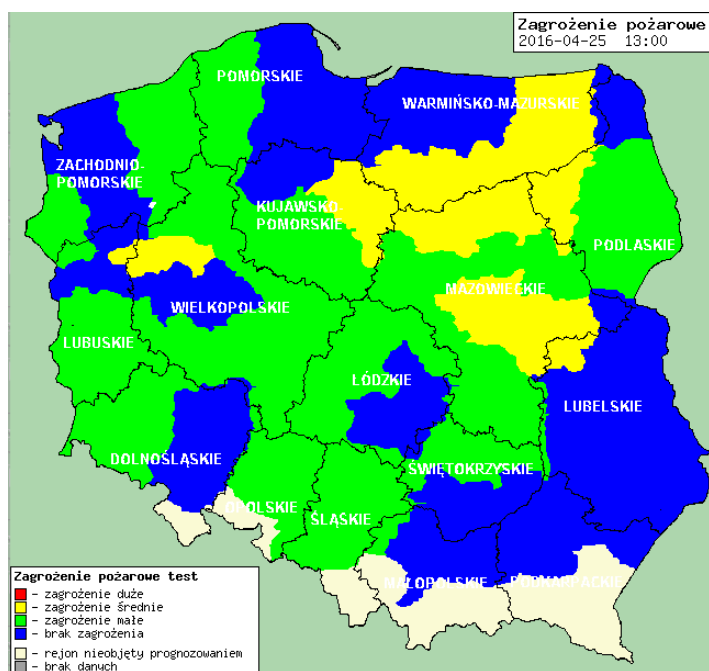 Zagrożenie pożarowe
2016-04-25 13:00
POMORSKIE
WARMIŃSKO-MAZURSKIE
ZACHODNIO-
POMORSKIE
KUJAWSKO-
POMORSKIE
PODLASKIE
MAZOWIECKIE
WIELKOPOLSKIE
LUBUSKIE
ŁÓDZKIE
LUBELSKIE
DOLNOŚLĄSKIE
ŚWIĘTOKRZYSKIE
OPOLSKIE
ŚLĄSKIE
MAŁOPOLSKIE
PODKARPACKIE
Zagrożenie pożarowe test
- zagrożenie duże
- zagrożenie średnie
- zagrożenie małe
- brak zagrożenia
- rejon nieobjęty prognozowaniem
- brak danych